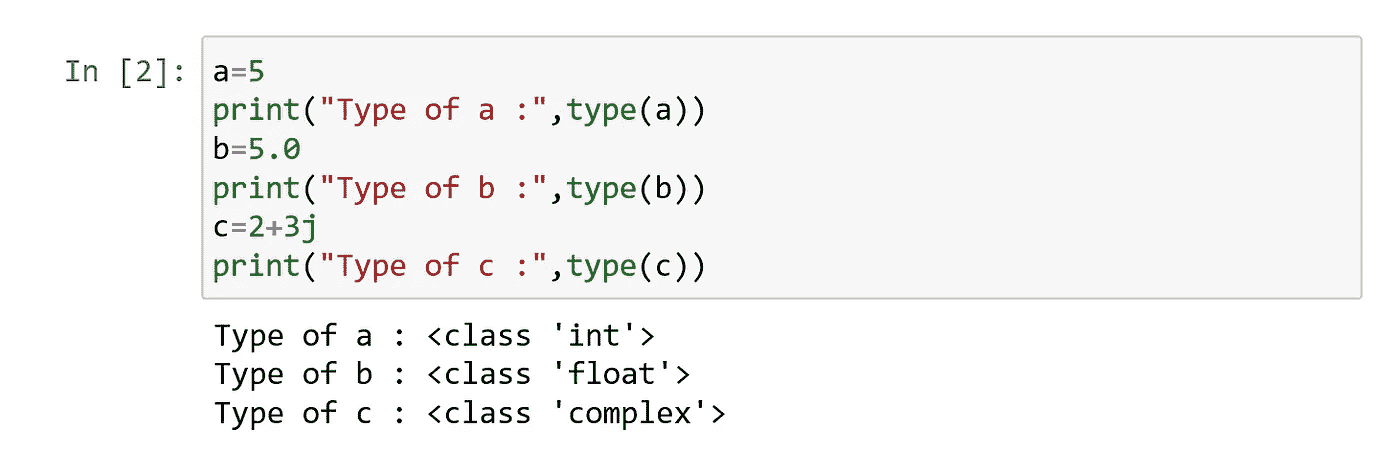 In [2]: a=5
print("Type of a :",type(a))
b=5.0
print("Type of b :",type(b))
c=2+3j
print("Type of c :",type(c))
Type of a : <class 'int'>
Type of b : <class 'float'>
Type of c : <class 'complex'>